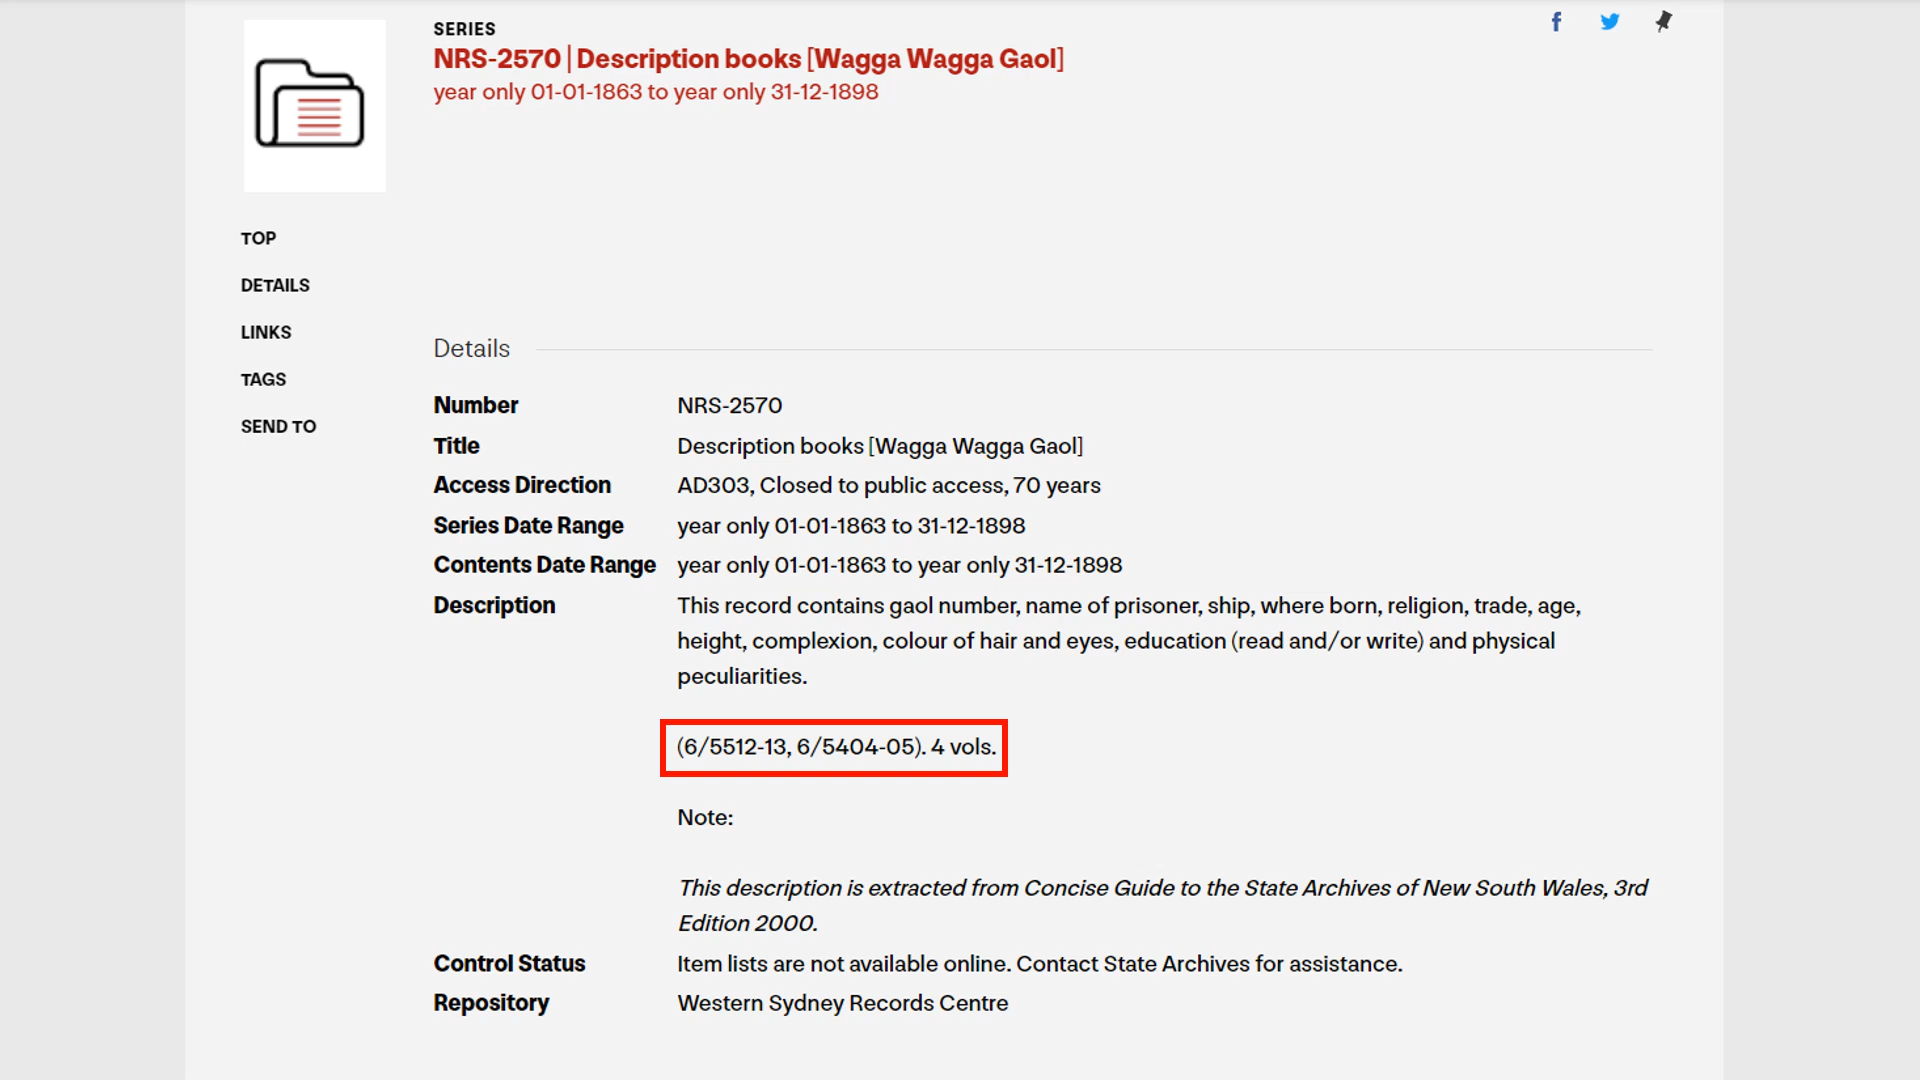 SERIES
NRS-2570 | Description books [Wagga Wagga Gaol]
year only 01-01-1863 to year only 31-12-1898
TOP
DETAILS
LINKS
TAGS
SEND TO
Details
Number NRS-2570
Title Description books [Wagga Wagga Gaol]
Access Direction AD303, Closed to public access, 70 years
Series Date Range year only 01-01-1863 to 31-12-1898
Contents Date Range year only 01-01-1863 to year only 31-12-1898
Description This record contains gaol number, name of prisoner, ship, where born, religion, trade, age,
height, complexion, colour of hair and eyes, education (read and/or write) and physical
peculiarities.
(6/5512-13, 6/5404-05). 4 vols.
Note:
This description is extracted from Concise Guide to the State Archives of New South Wales, 3rd
Edition 2000.
Control Status Item lists are not available online. Contact State Archives for assistance.
Repository Western Sydney Records Centre